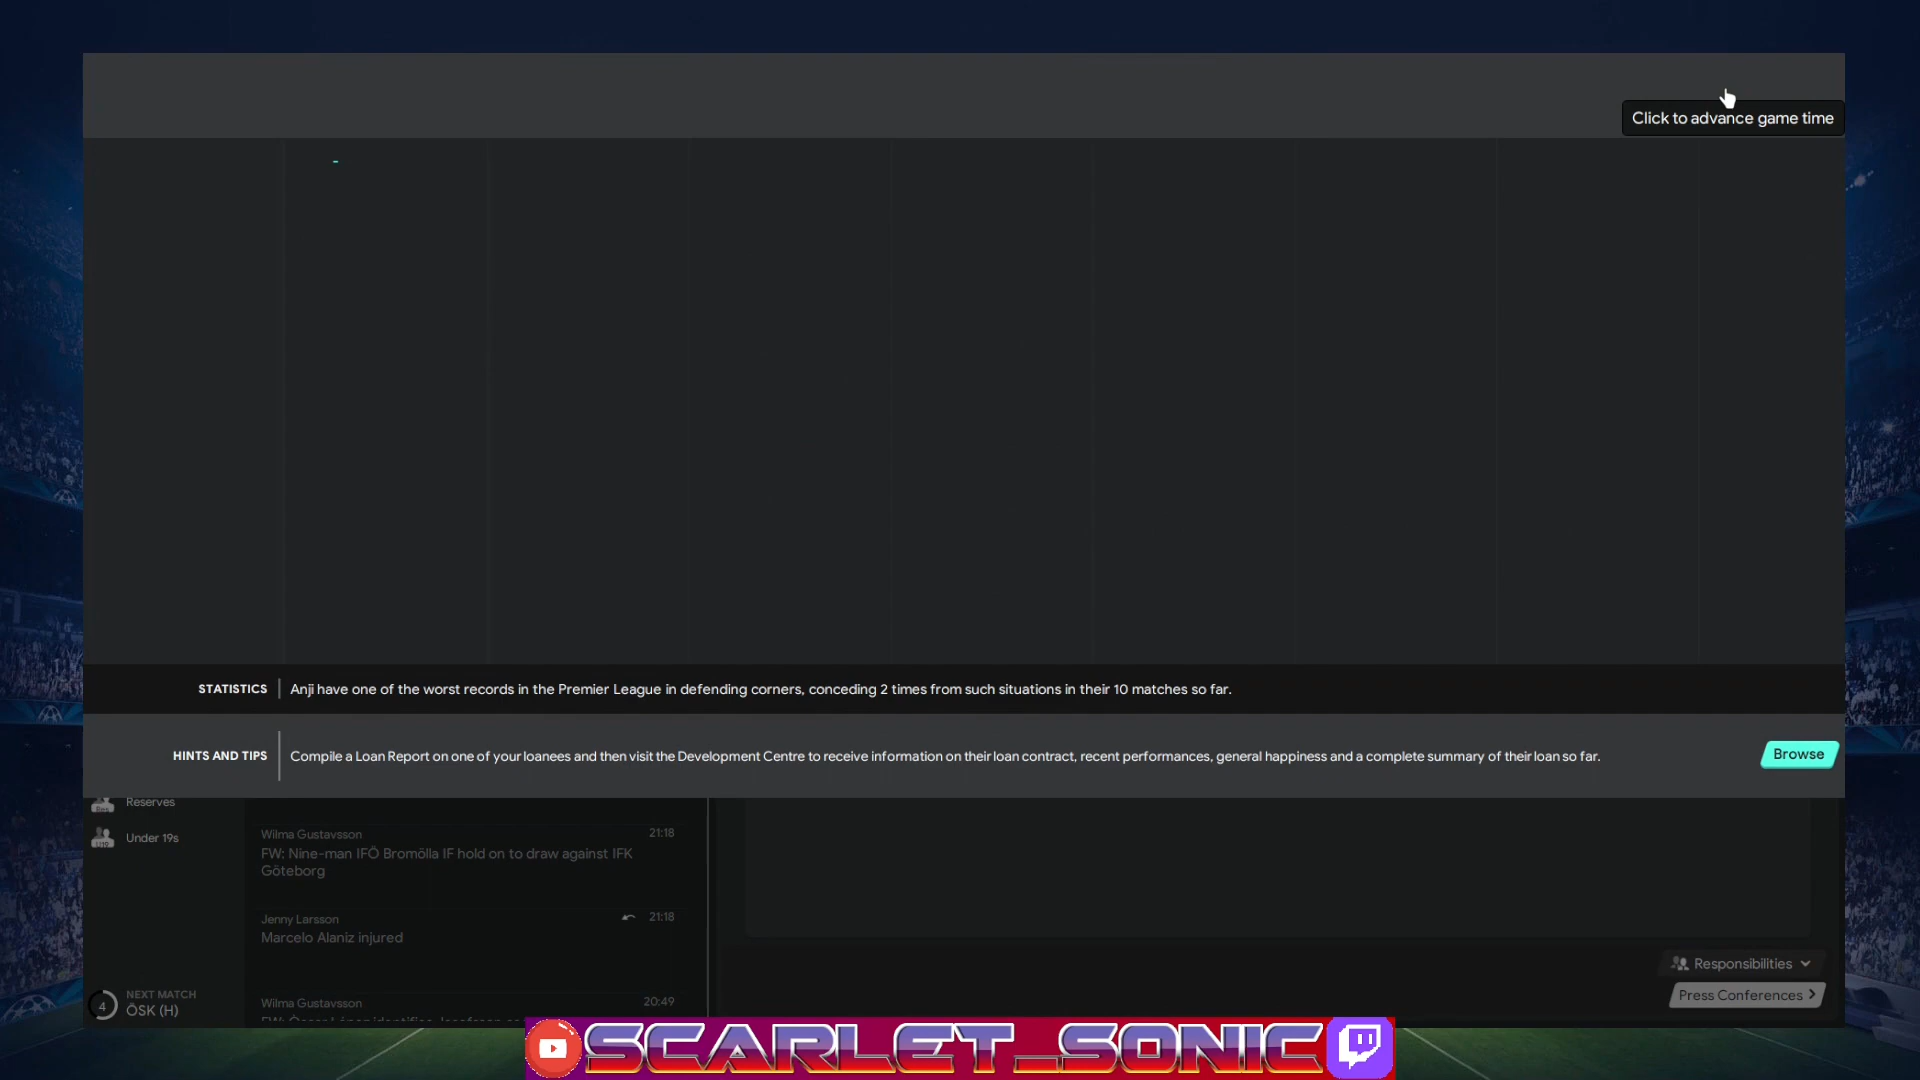 Click to advance game time
-
STATISTICS
Anji have one of the worst records in the Premier League in defending corners, conceding 2 times from such situations in their 10 matches so far.
HINTS AND TIPS
Compile a Loan Report on one of your loanees and then visit the Development Centre to receive information on their loan contract, recent performances, general happiness and a complete summary of their loan so far.
Browse
Reserves
Under 19s
Wilma Gustavsson 21:18
FW: Nine-man IFÖ Bromölla IF hold on to draw against IFK
Göteborg
Jenny Larsson 21:18
Marcelo Alaniz injured
Wilma Gustavsson 20:49
4
NEXT MATCH
ÖSK (H)
Responsibilities
Press Conferences
SCARLET_SONIC